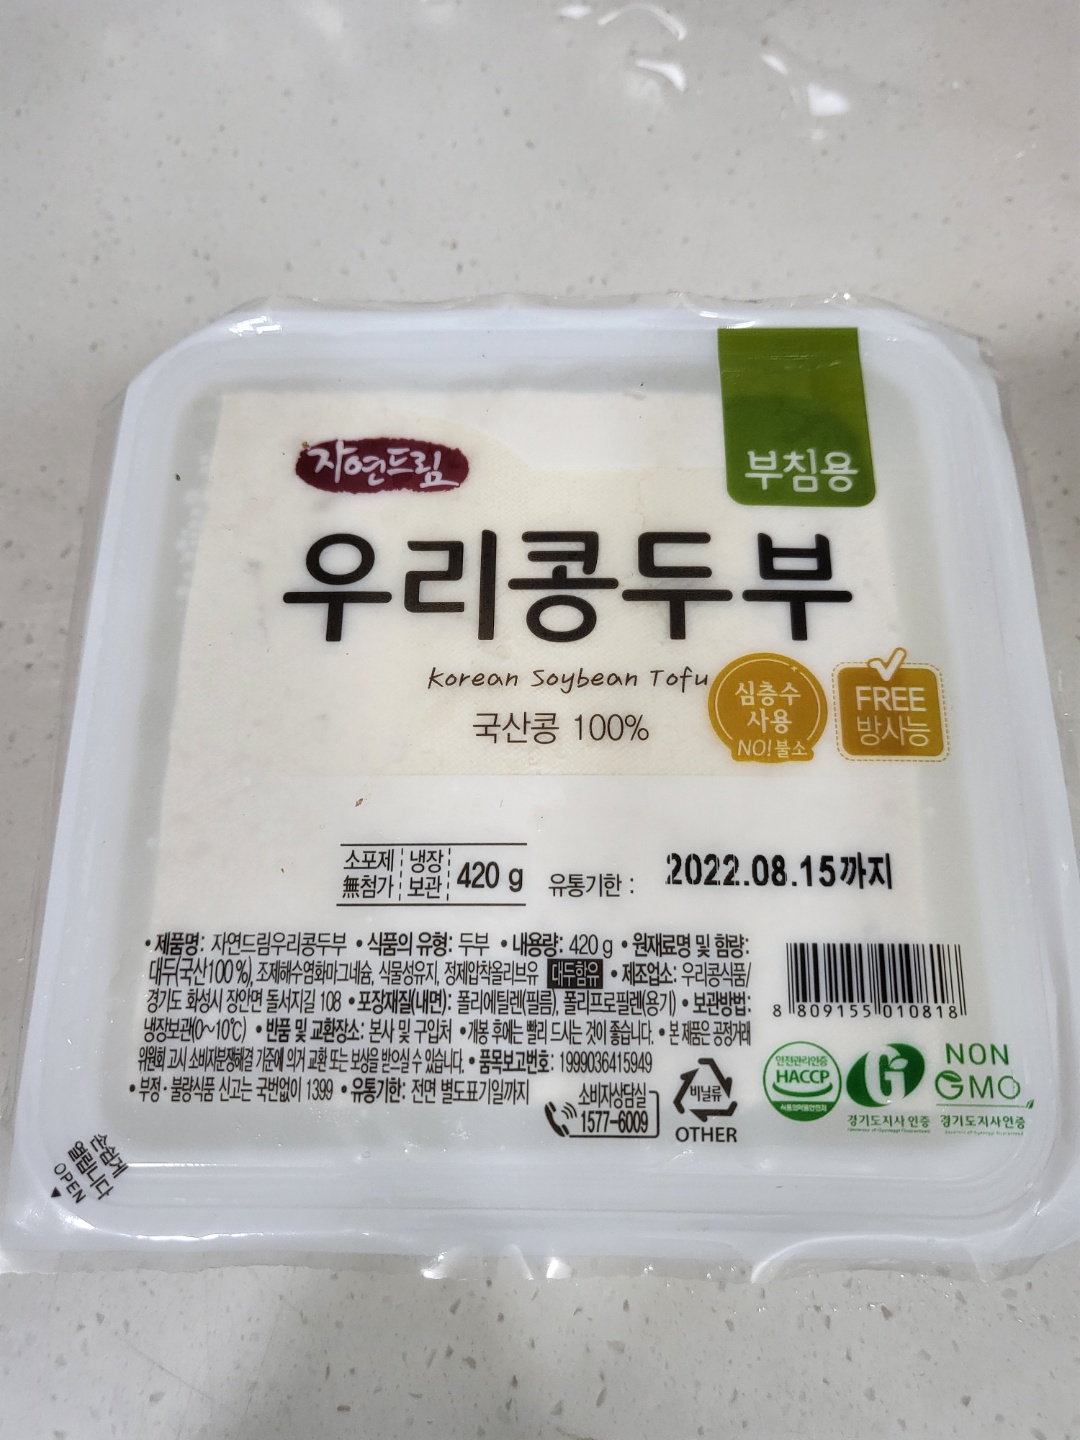 부침용
자연드림
우리콩두부
Korean Soybean Tofu
국산콩 100%
심층수
사용
NO! 불소
FREE
방사능
소포제
無첨가
냉장
보관
420 g
유통기한 :
2022.08.15까지
• 제품명: 자연드림우리콩두부 • 식품의 유형: 두부 • 내용량: 420 g • 원재료명 및 함량:
대두(국산100%), 조제해수염화마그네슘, 식물성유지, 정제압착올리브유 대두함유 • 제조업소: 우리콩식품/
경기도 화성시 장안면 돌서지길 108 • 포장재질(내면): 폴리에틸렌(필름), 폴리프로필렌(용기) • 보관방법:
냉장보관(0~10℃) • 반품 및 교환장소: 본사 및 구입처 • 개봉 후에는 빨리 드시는 것이 좋습니다. • 본 제품은 공정거래
위원회 고시 소비자분쟁해결 기준에 의거 교환 또는 보상을 받으실 수 있습니다. • 품목보고번호: 1999036415949
• 부정 · 불량식품 신고는 국번없이 1399 • 유통기한: 전면 별도표기일까지
소비자상담실
1577-6009
비닐류
OTHER
8 809155 010818
안전관리인증
HACCP
식품의약품안전처
G
경기도지사 인증
NON
GMO
경기도지사인증
손쉽게
열립니다
OPEN